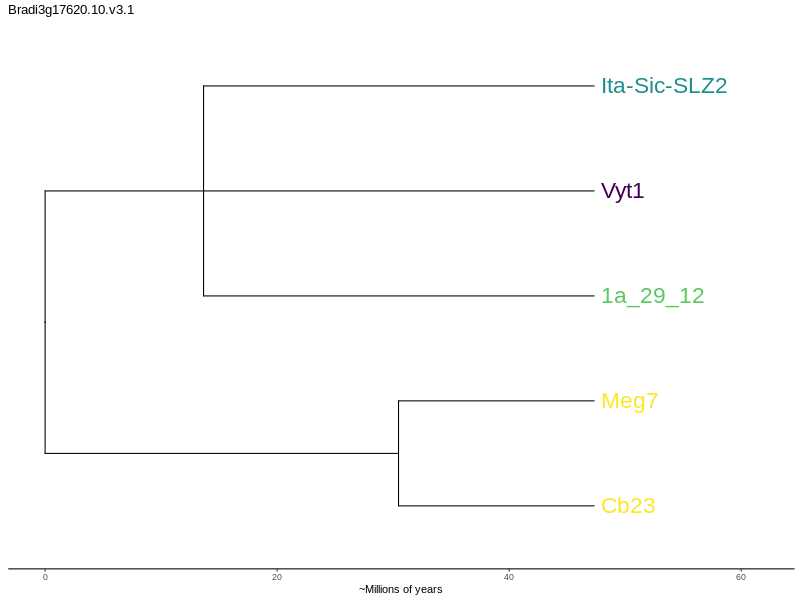 Bradi3g17620.10.v3.1
Ita-Sic-SLZ2
Vyt1
1a_29_12
Meg7
Cb23
0 20 40 60
~Millions of years